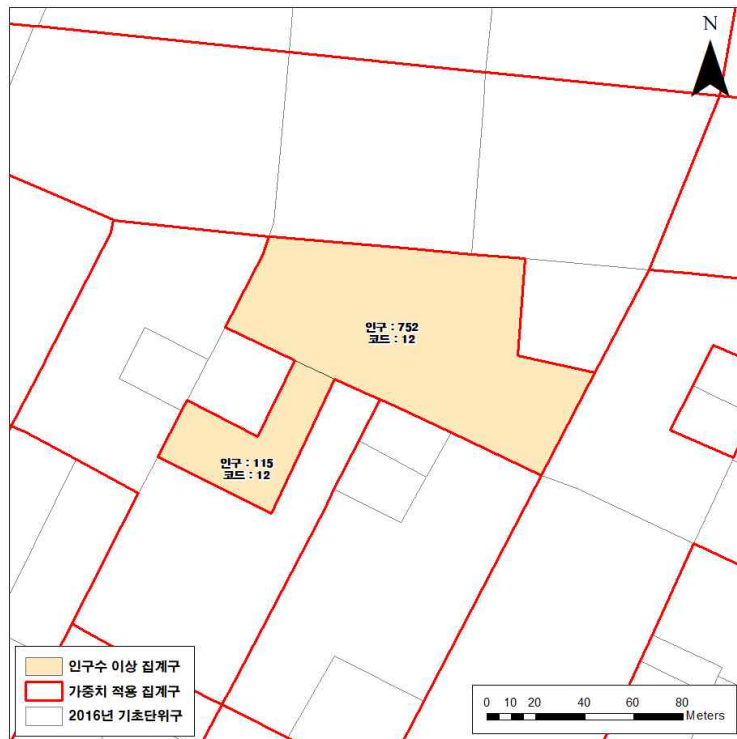 N
인구 : 752
코드 : 12
인구 : 115
코드 : 12
인구수 이상 집계구
가중치 적용 집계구
2016년 기초단위구
0 10 20 40 60 80
Meters